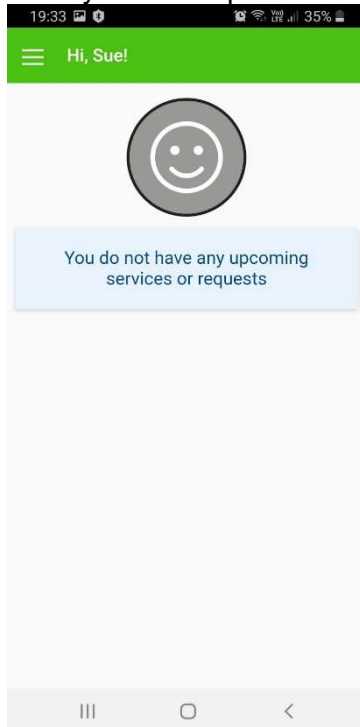 19:33 35%
Hi, Sue!
You do not have any upcoming
services or requests